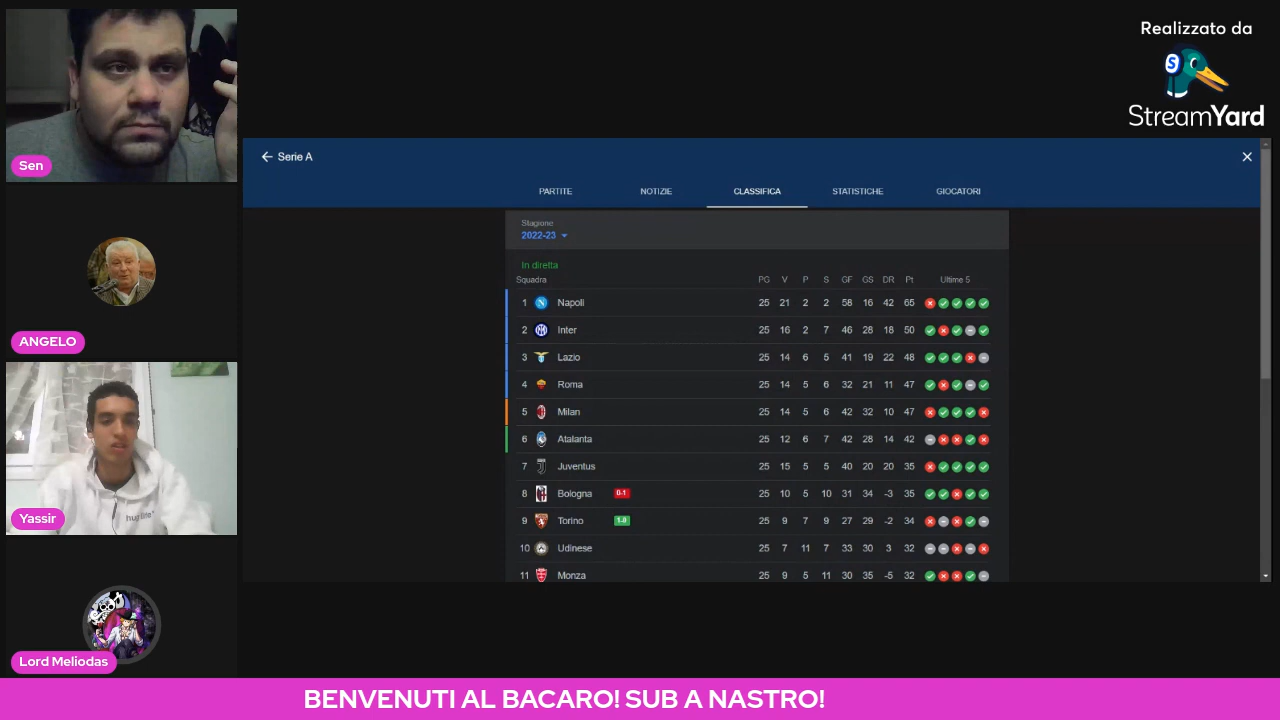 Sen
ANGELO
Yassir
Lord Meliodas
Realizzato da
StreamYard
Serie A
PARTITE NOTIZIE CLASSIFICA STATISTICHE GIOCATORI
Stagione
2022-23
In diretta
Squadra PG V P S GF GS DR Pt Ultime 5
1 Napoli 25 21 2 2 58 16 42 65
2 Inter 25 16 2 7 46 28 18 50
3 Lazio 25 14 6 5 41 19 22 48
4 Roma 25 14 5 6 32 21 11 47
5 Milan 25 14 5 6 42 32 10 47
6 Atalanta 25 12 6 7 42 28 14 42
7 Juventus 25 15 5 5 40 20 20 35
8 Bologna 0-1 25 10 5 10 31 34 -3 35
9 Torino 1-0 25 9 7 9 27 29 -2 34
10 Udinese 25 7 11 7 33 30 3 32
11 Monza 25 9 5 11 30 35 -5 32
BENVENUTI AL BACARO! SUB A NASTRO!